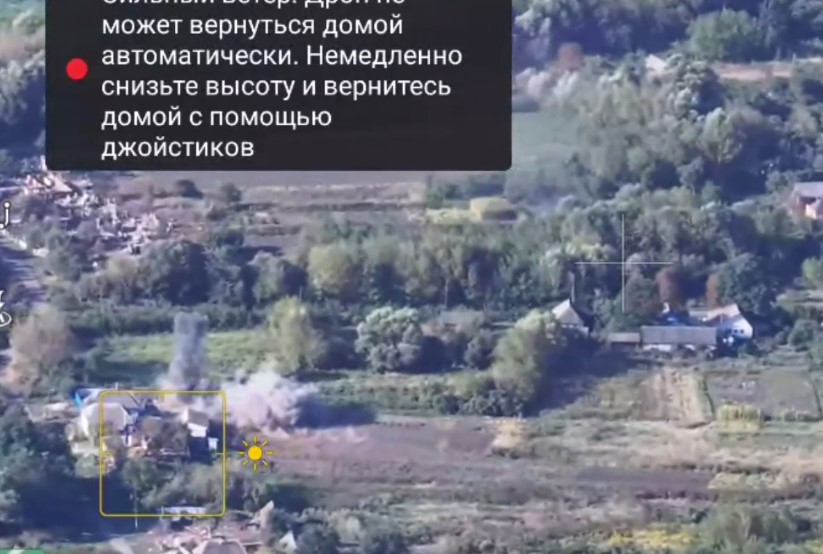 может вернуться домой
автоматически. Немедленно
снизьте высоту и вернитесь
домой с помощью
джойстиков
j